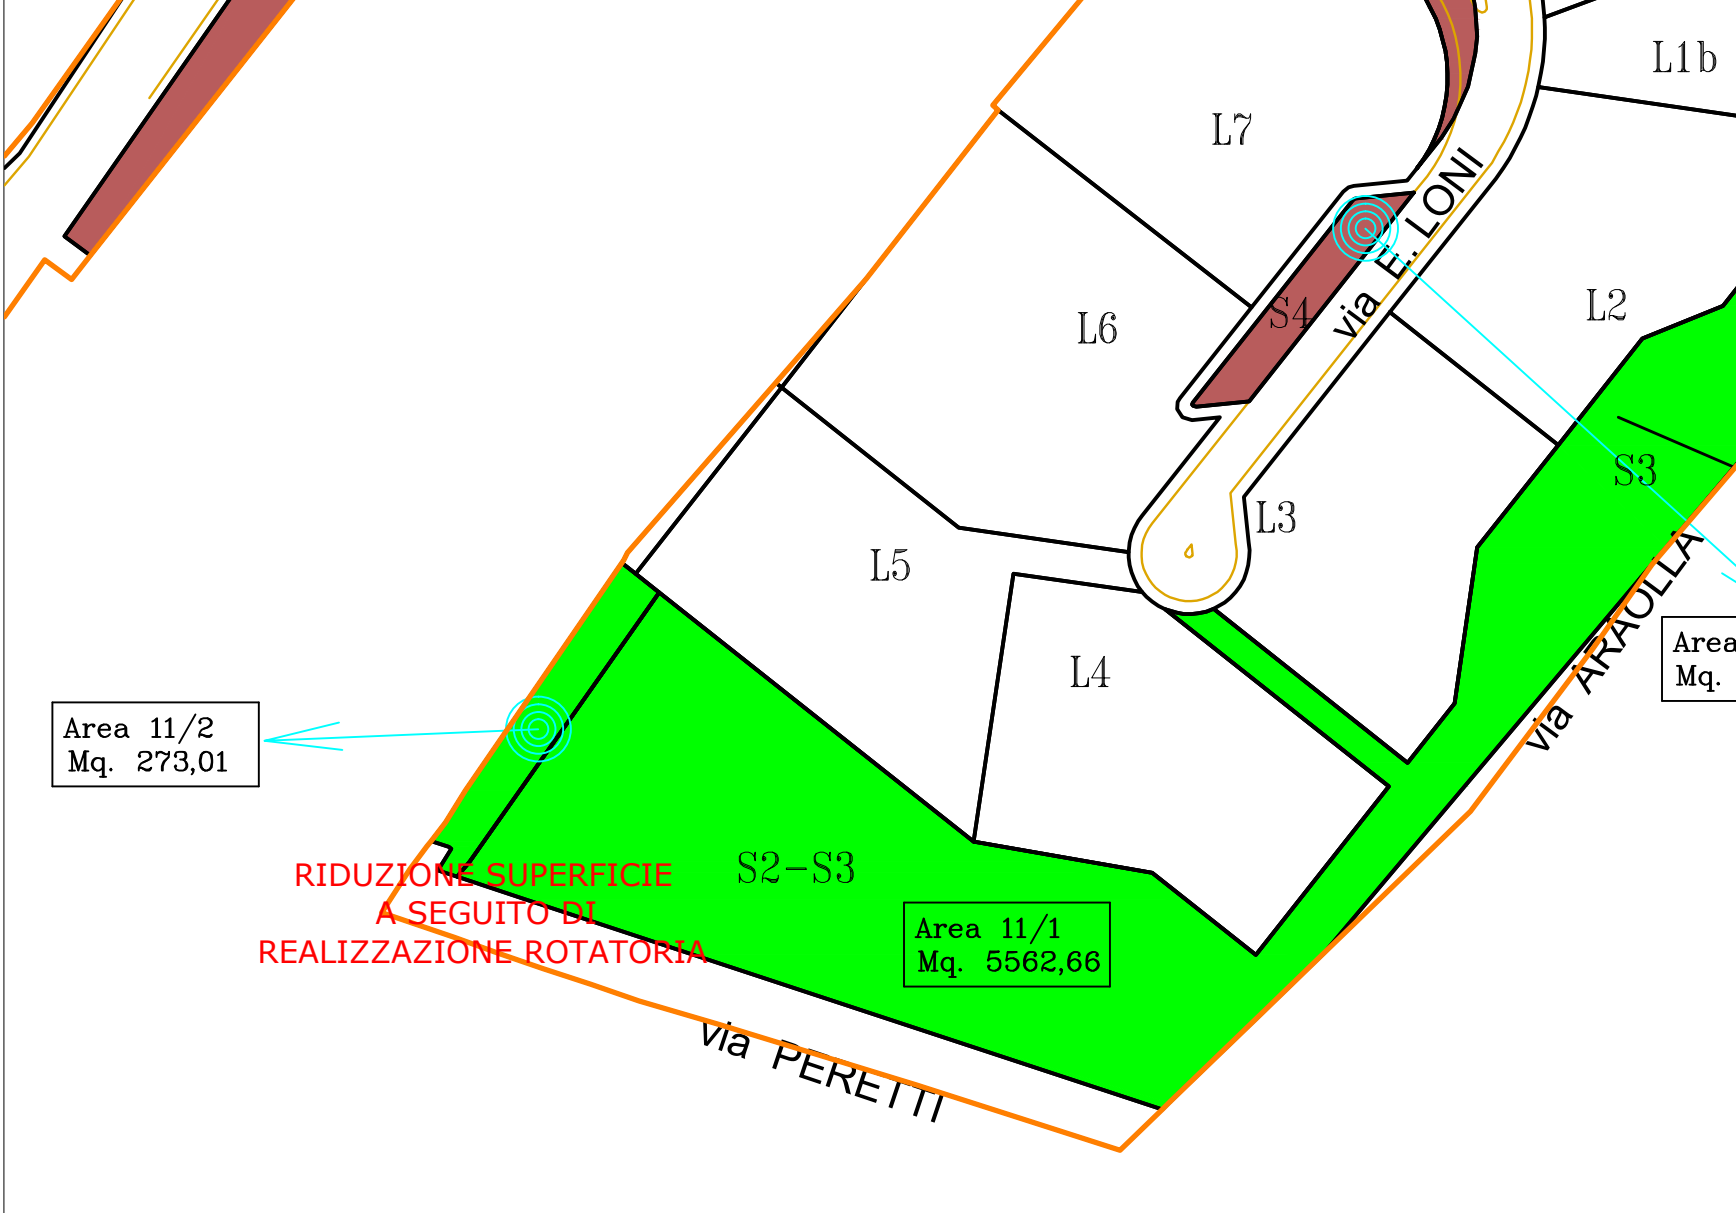 L1b
L7
via E. LONI
L2
S4
L6
S3
L3
L5
via ARAOLLA
Area
Mq.
L4
Area 11/2
Mq. 273,01
S2-S3
RIDUZIONE SUPERFICIE
A SEGUITO DI
REALIZZAZIONE ROTATORIA
Area 11/1
Mq. 5562,66
via PERETTI